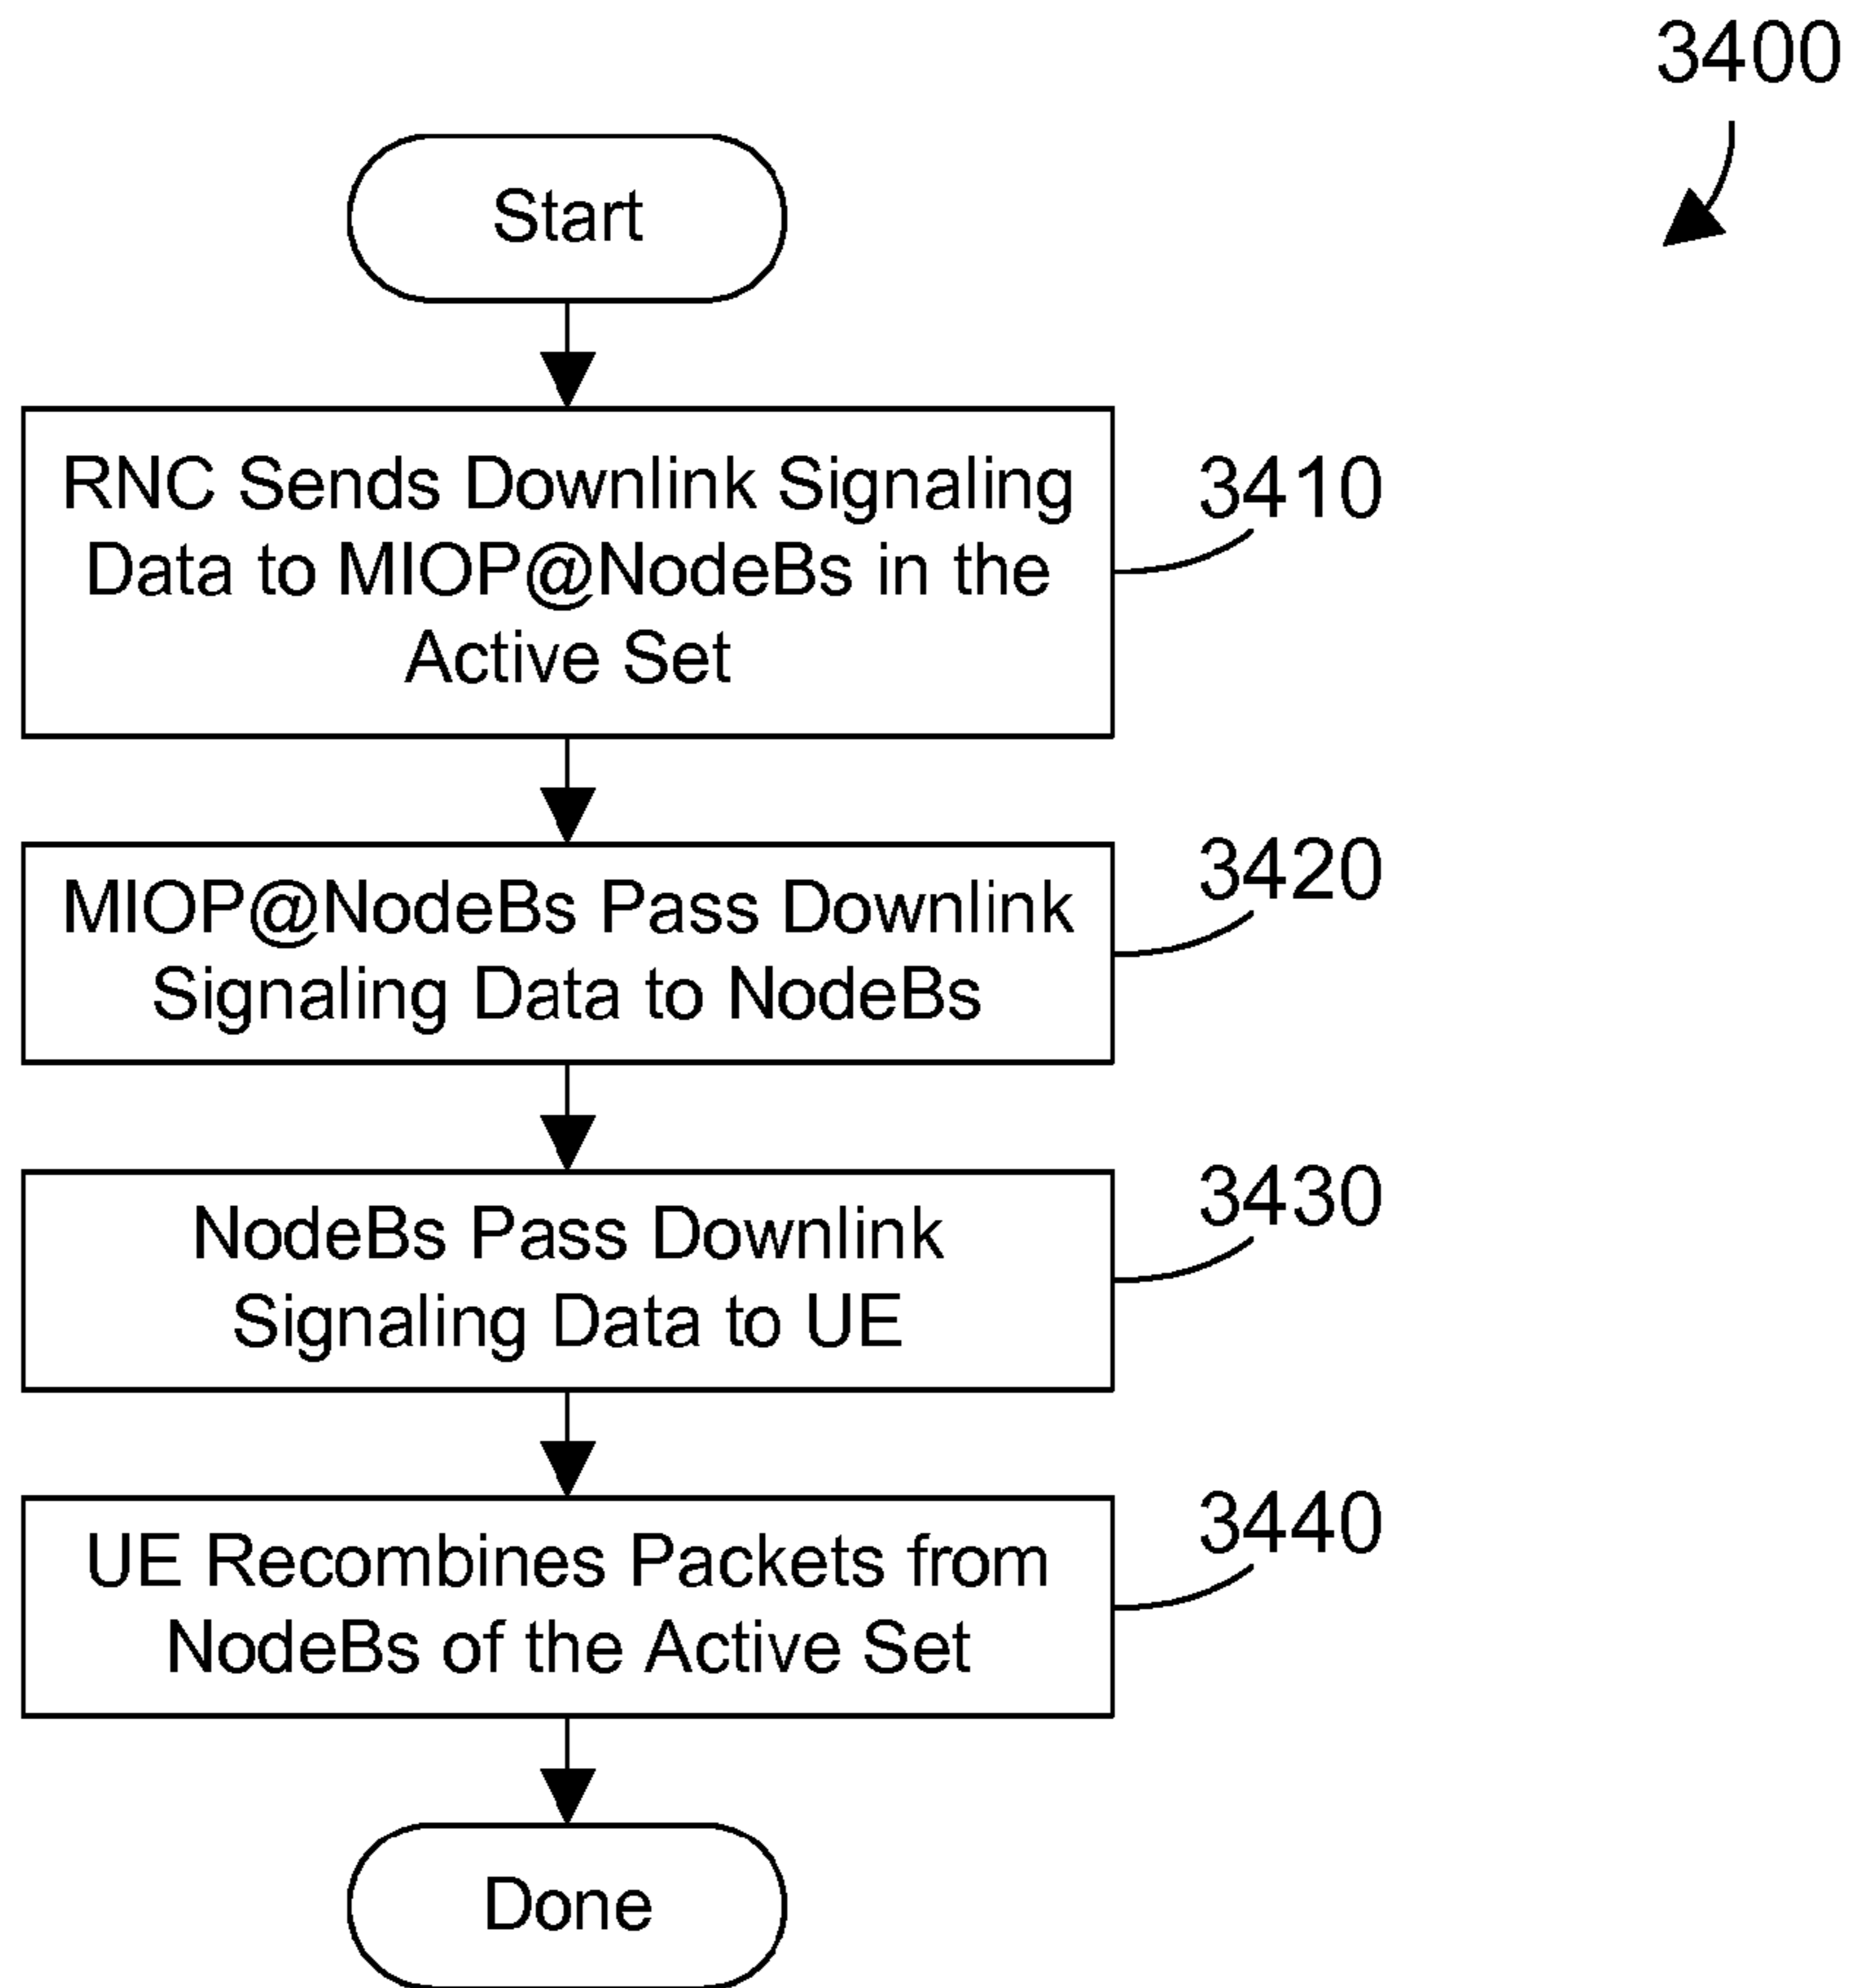 3400
Start
RNC Sends Downlink Signaling
Data to MIOP@NodeBs in the
Active Set
3410
MIOP@NodeBs Pass Downlink
Signaling Data to NodeBs
3420
NodeBs Pass Downlink
Signaling Data to UE
3430
UE Recombines Packets from
NodeBs of the Active Set
3440
Done